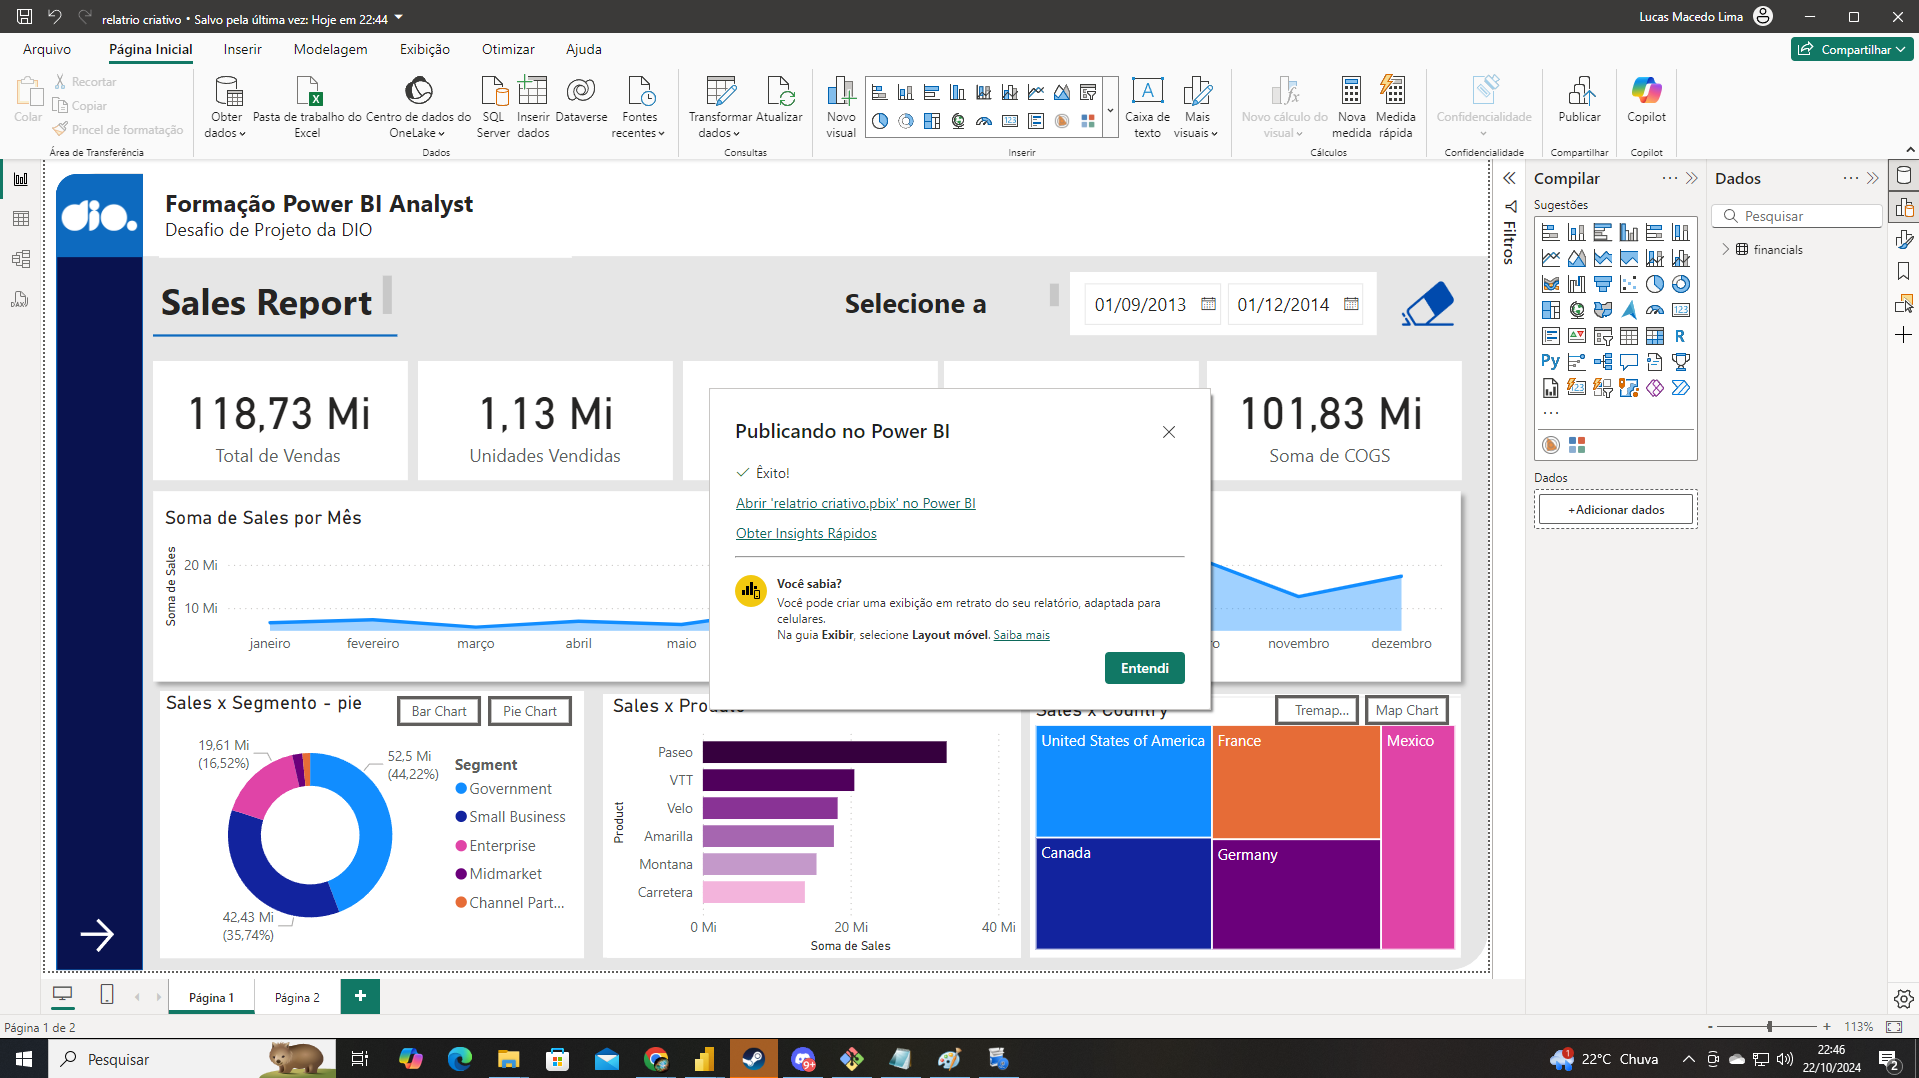 relatrio criativo • Salvo pela última vez: Hoje em 22:44
Lucas Macedo Lima
Arquivo
Página Inicial
Inserir
Modelagem
Exibição
Otimizar
Ajuda
Compartilhar
Colar
Recortar
Copiar
Pincel de formatação
Área de Transferência
Obter dados
Pasta de trabalho do Excel
Centro de dados do OneLake
SQL Server
Inserir dados
Dataverse
Fontes recentes
Dados
Transformar dados
Atualizar
Consultas
Novo visual
Caixa de texto
Mais visuais
Inserir
Novo cálculo do visual
Nova medida
Medida rápida
Cálculos
Confidencialidade
Confidencialidade
Publicar
Compartilhar
Copilot
Copilot
dio.
Formação Power BI Analyst
Desafio de Projeto da DIO
Sales Report
Selecione a
01/09/2013
01/12/2014
118,73 Mi
Total de Vendas
1,13 Mi
Unidades Vendidas
101,83 Mi
Soma de COGS
Soma de Sales por Mês
Soma de Sales
20 Mi
10 Mi
janeiro
fevereiro
março
abril
maio
o
novembro
dezembro
Publicando no Power BI
Êxito!
Abrir 'relatrio criativo.pbix' no Power BI
Obter Insights Rápidos
Você sabia?
Você pode criar uma exibição em retrato do seu relatório, adaptada para
celulares.
Na guia Exibir, selecione Layout móvel. Saiba mais
Entendi
Sales x Segmento - pie
Bar Chart
Pie Chart
19,61 Mi
(16,52%)
52,5 Mi
(44,22%)
42,43 Mi
(35,74%)
Segment
Government
Small Business
Enterprise
Midmarket
Channel Part...
Sales x Produto
Product
Paseo
VTT
Velo
Amarilla
Montana
Carretera
0 Mi
20 Mi
40 Mi
Soma de Sales
Sales x Country
Tremap...
Map Chart
United States of America
France
Mexico
Canada
Germany
Filtros
Compilar
Sugestões
R
Py
Dados
+Adicionar dados
Dados
Pesquisar
financials
Página 1
Página 2
Página 1 de 2
113%
Pesquisar
22°C Chuva
22:46
22/10/2024